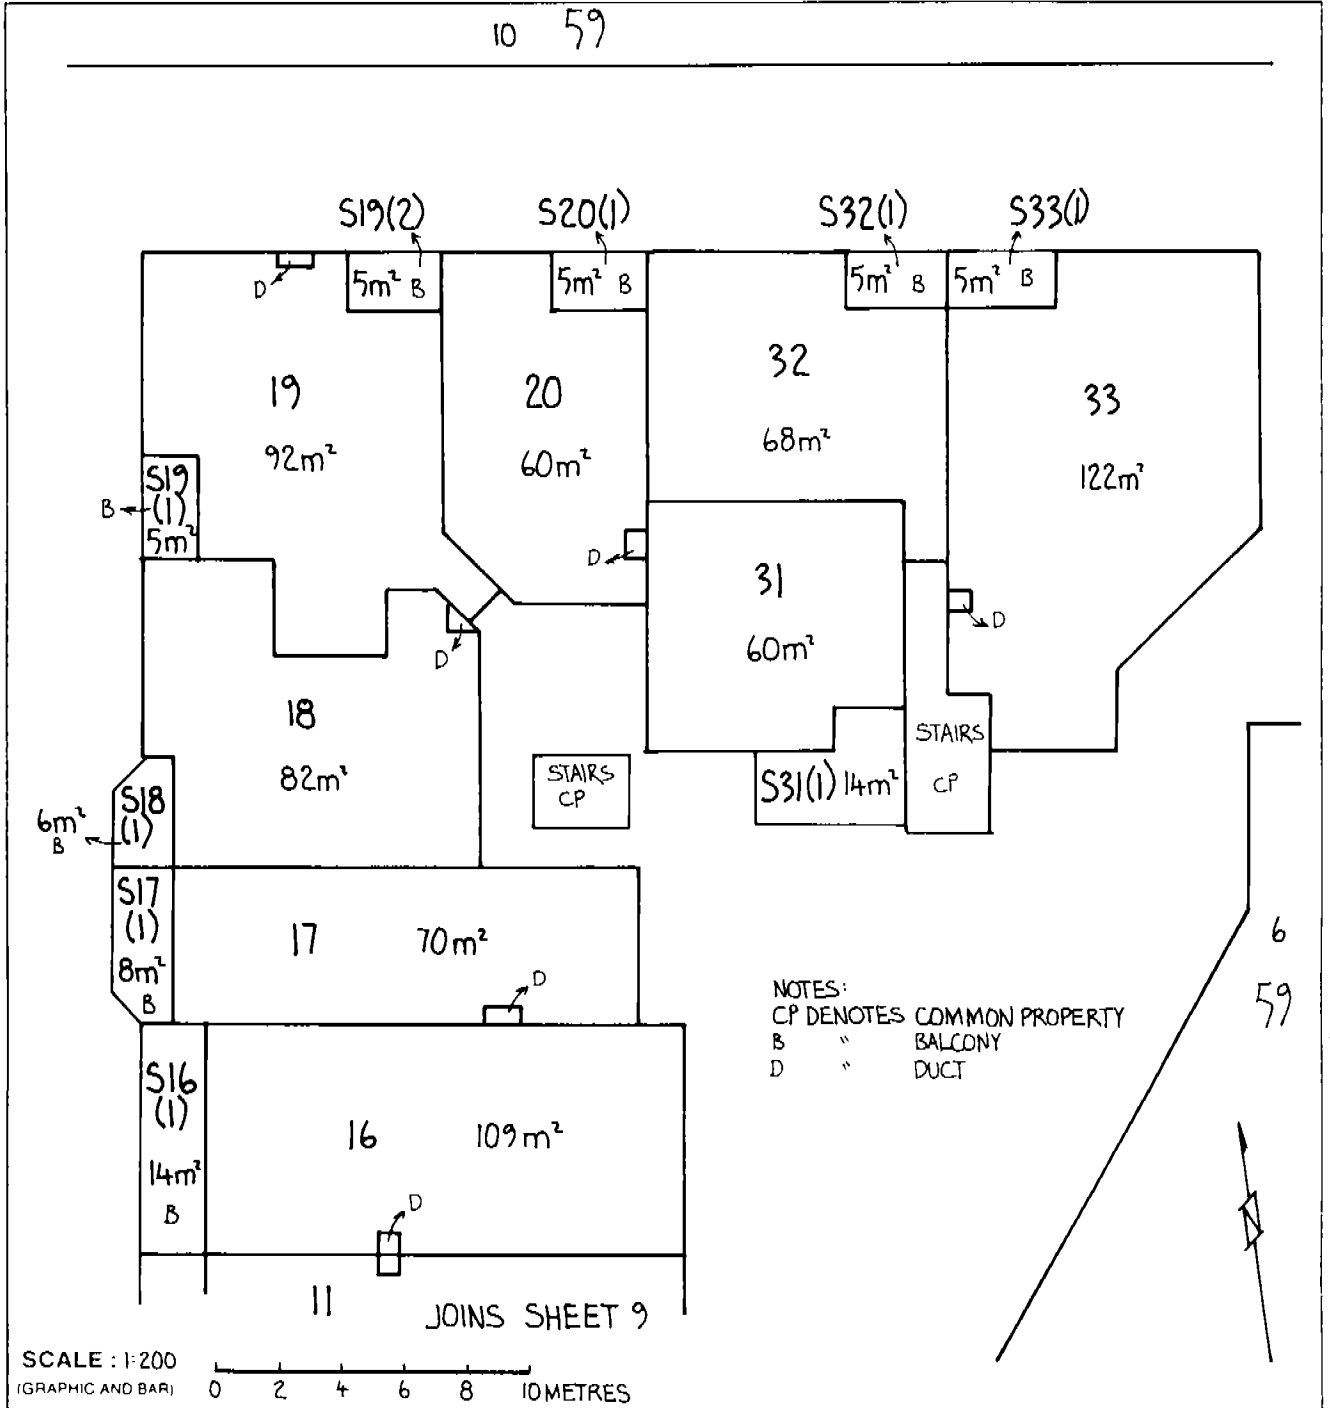 10 59
S19(2) S20(1) S32(1) S33(1)
5m² B 5m² B 5m² B 5m² B
D
19
92m²
20
60m²
32
68m²
33
122m²
S19
(1)
5m²
B
D
31
60m²
D
D
18
82m²
STAIRS
CP
STAIRS
CP
S31(1) 14m²
S18
(1)
6m²
B
S17
(1)
8m²
B
17 70m²
D
6
59
NOTES:
CP DENOTES COMMON PROPERTY
B " BALCONY
D " DUCT
S16
(1)
14m²
B
16 109m²
D
N
11
JOINS SHEET 9
SCALE : 1:200
(GRAPHIC AND BAR)
0 2 4 6 8 10 METRES